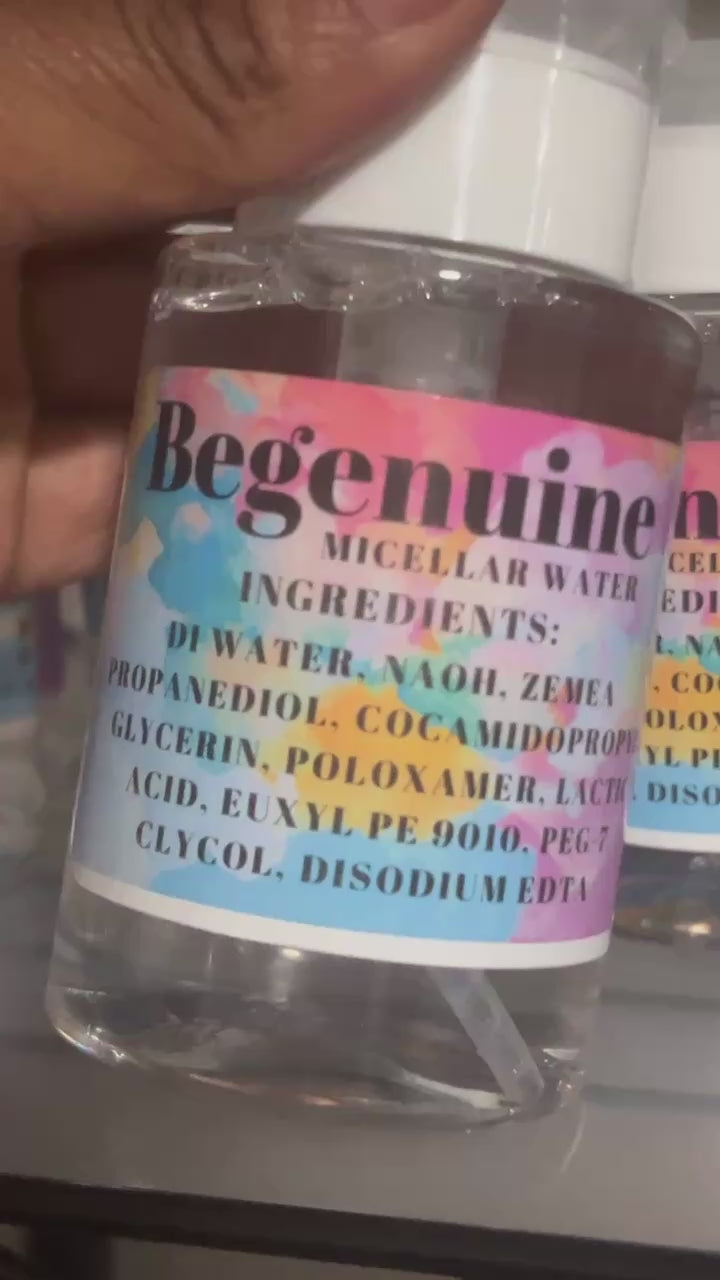 Begenuine
MICELLAR WATER
INGREDIENTS:
DI WATER, NAOH, ZEMEA
PROPANEDIOL, COCAMIDOPROPY
GLYCERIN, POLOXAMER, LACTIC
ACID, EUXYL PE 9010, PEG-7
CLYCOL, DISODIUM EDTA